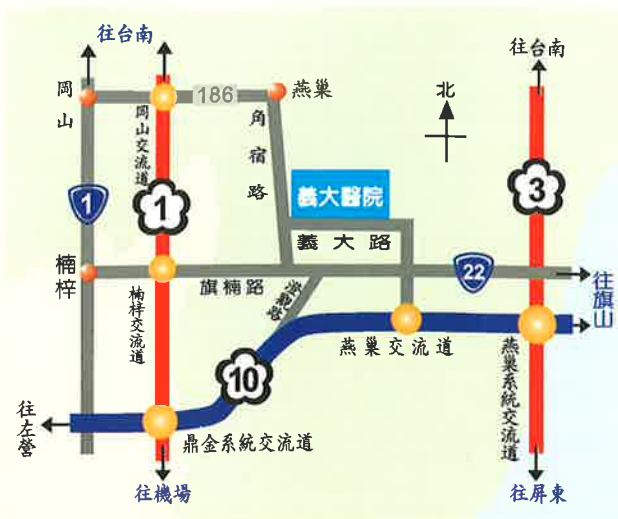 往台南
往台南
岡山
186
燕巢
北
岡山交流道
角宿路
1
1
義大醫院
3
義大路
楠梓
旗楠路
22
往旗山
楠梓交流道
燕巢交流道
10
燕巢系統交流道
往左營
鼎金系統交流道
往機場
往屏東